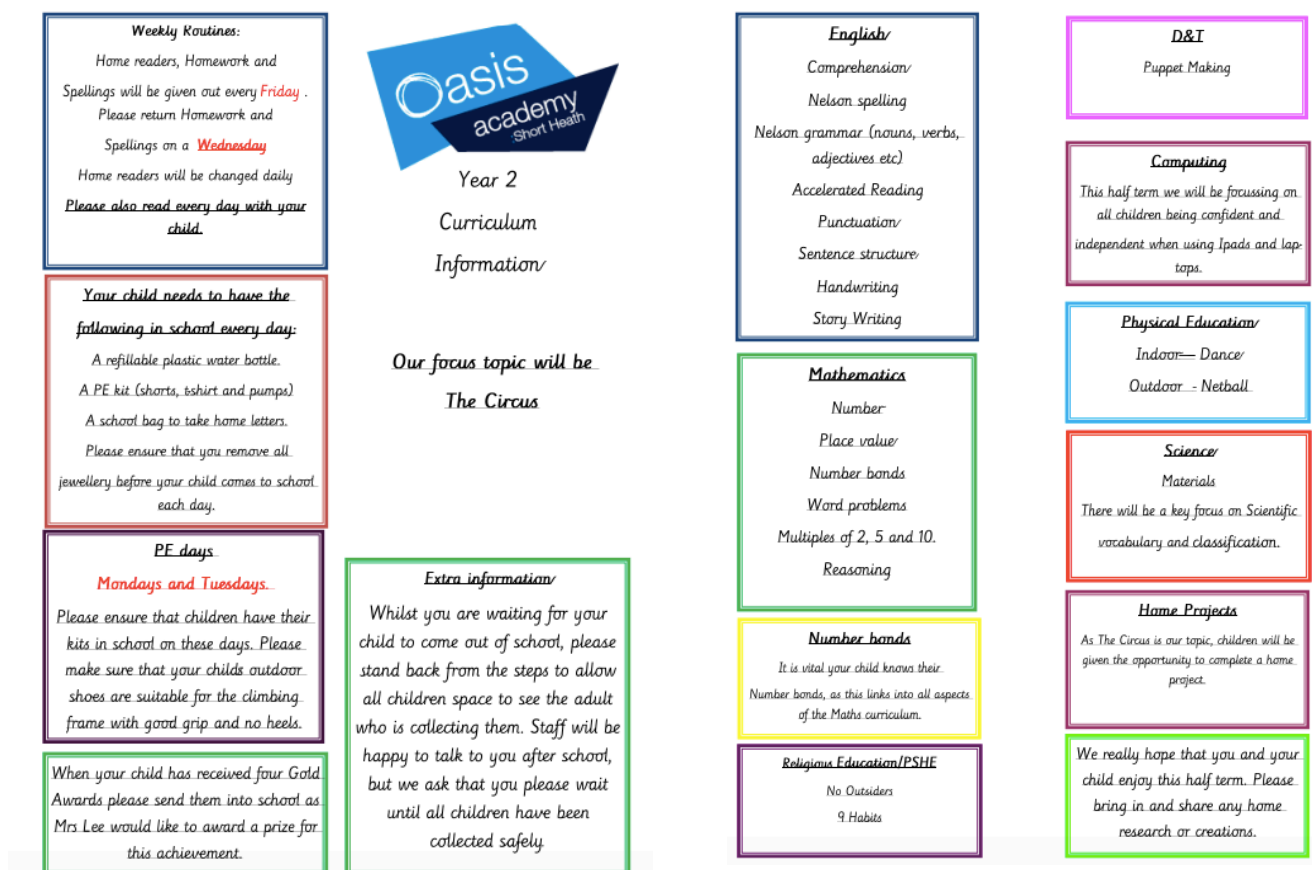 Weekly Routines:
Home readers, Homework and
Spellings will be given out every Friday .
Please return Homework and
Spellings on a Wednesday
Home readers will be changed daily
Please also read every day with your
child.
Your child needs to have the
following in school every day:
A refillable plastic water bottle.
A PE kit (shorts, t-shirt and pumps)
A school bag to take home letters.
Please ensure that you remove all
jewellery before your child comes to school
each day.
PE days
Mondays and Tuesdays.
Please ensure that children have their
kits in school on these days. Please
make sure that your childs outdoor
shoes are suitable for the climbing
frame with good grip and no heels.
When your child has received four Gold
Awards please send them into school as
Mrs Lee would like to award a prize for
this achievement.
Oasis
academy
:Short Heath
Year 2
Curriculum
Information
Our focus topic will be
The Circus
Extra information
Whilst you are waiting for your
child to come out of school, please
stand back from the steps to allow
all children space to see the adult
who is collecting them. Staff will be
happy to talk to you after school,
but we ask that you please wait
until all children have been
collected safely
English
Comprehension
Nelson spelling
Nelson grammar (nouns, verbs,
adjectives etc)
Accelerated Reading
Punctuation
Sentence structure
Handwriting
Story Writing
Mathematics
Number
Place value
Number bonds
Word problems
Multiples of 2, 5 and 10.
Reasoning
Number bonds
It is vital your child knows their
Number bonds, as this links into all aspects
of the Maths curriculum.
Religious Education/PSHE
No Outsiders
9 Habits
D&T
Puppet Making
Computing
This half term we will be focussing on
all children being confident and
independent when using Ipads and lap-
tops.
Physical Education
Indoor— Dance
Outdoor - Netball
Science
Materials
There will be a key focus on Scientific
vocabulary and classification.
Home Projects
As The Circus is our topic, children will be
given the opportunity to complete a home
project.
We really hope that you and your
child enjoy this half term. Please
bring in and share any home
research or creations.